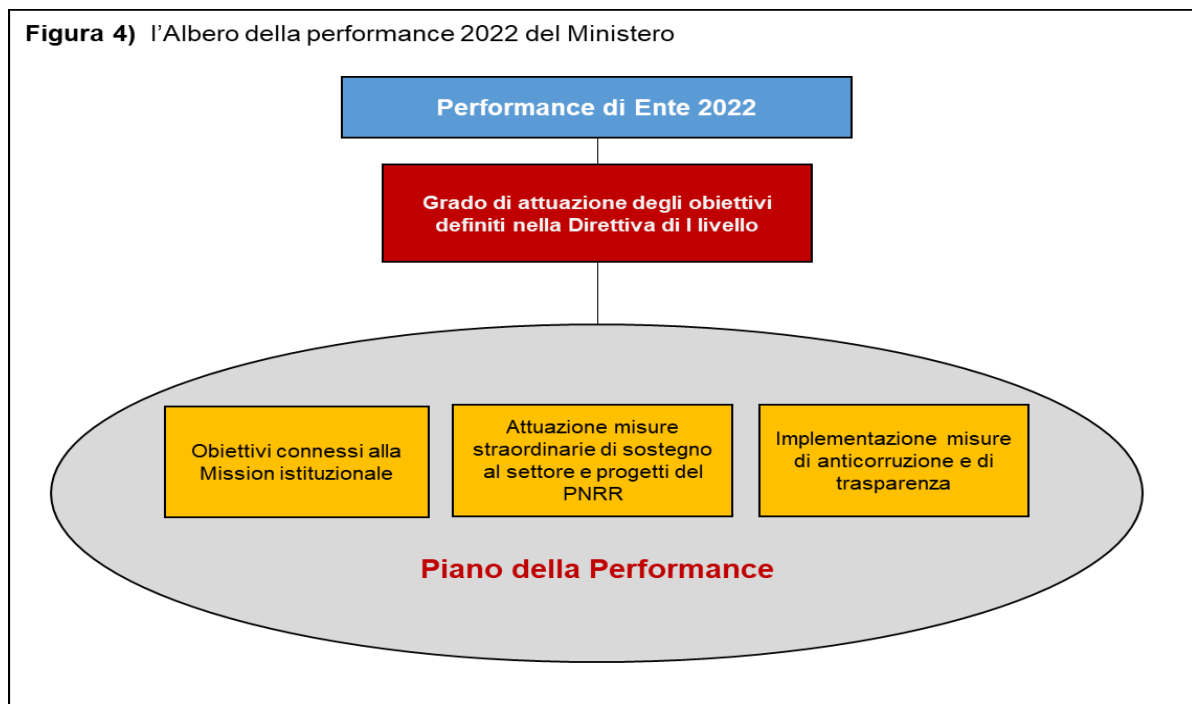 Figura 4) l'Albero della performance 2022 del Ministero
Performance di Ente 2022
Grado di attuazione degli obiettivi
definiti nella Direttiva di I livello
Obiettivi connessi alla
Mission istituzionale
Attuazione misure
straordinarie di sostegno
al settore e progetti del
PNRR
Implementazione misure
di anticorruzione e di
trasparenza
Piano della Performance